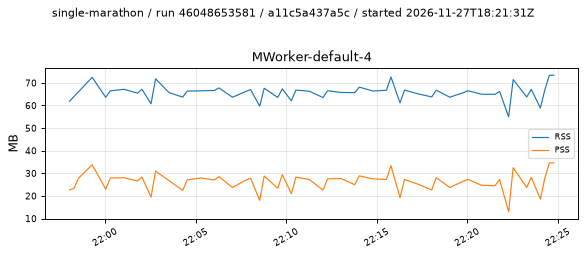 single-marathon / run 46048653581 / a11c5a437a5c / started 2026-11-27T18:21:31Z
MWorker-default-4
MB
70
60
50
40
30
20
10
RSS
PSS
22:00
22:05
22:10
22:15
22:20
22:25